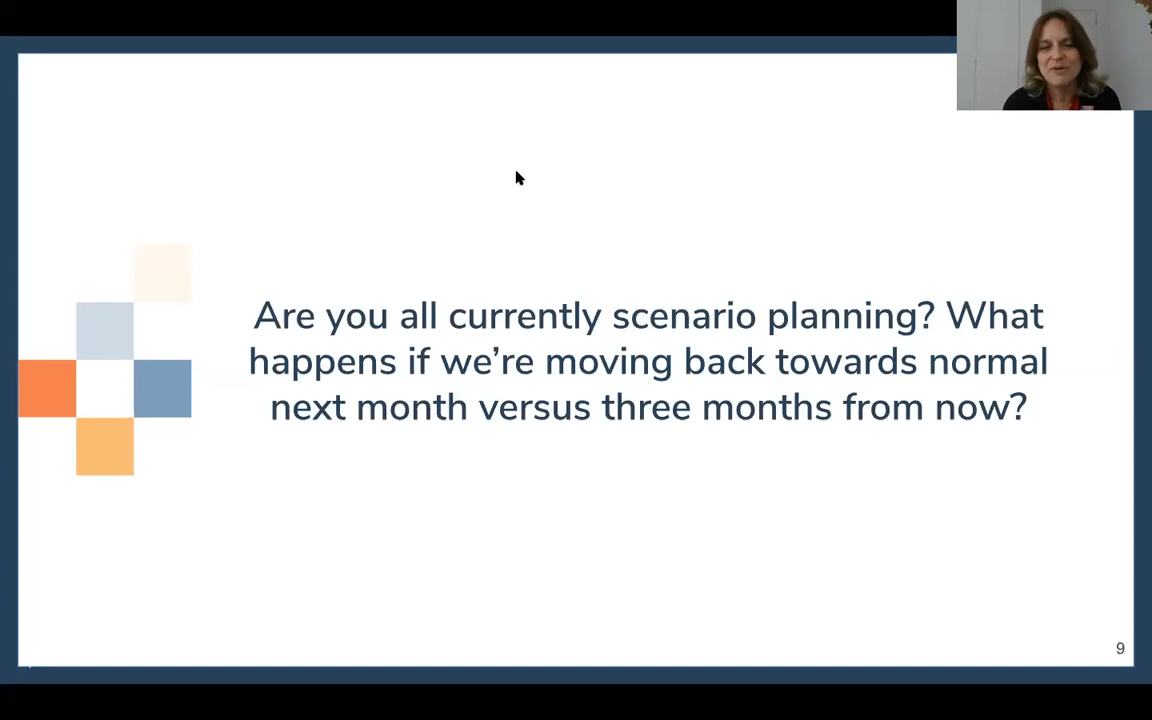 Are you all currently scenario planning? What
happens if we’re moving back towards normal
next month versus three months from now?
9